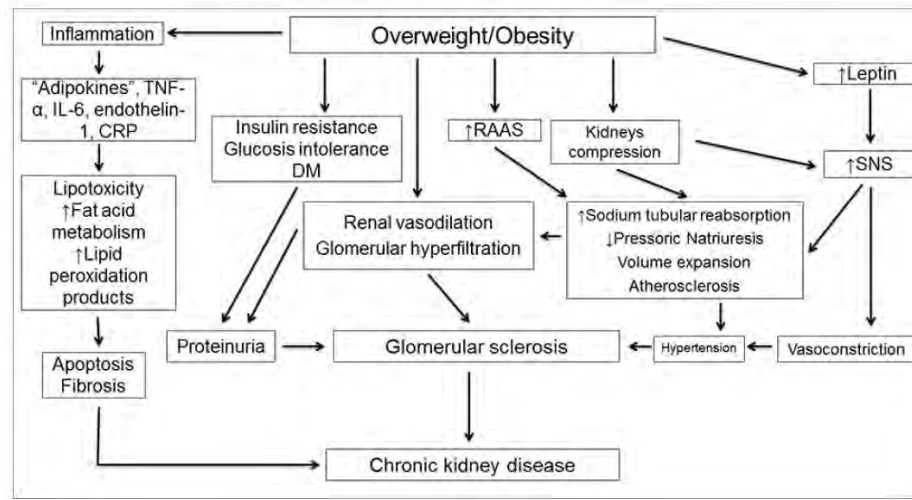 Inflammation
Overweight/Obesity
↑Leptin
"Adipokines", TNF-
α, IL-6, endothelin-
1, CRP
Insulin resistance
Glucosis intolerance
DM
↑RAAS
Kidneys
compression
↑SNS
Lipotoxicity
↑Fat acid
metabolism
↑Lipid
peroxidation
products
Renal vasodilation
Glomerular hyperfiltration
↑Sodium tubular reabsorption
↓Pressoric Natriuresis
Volume expansion
Atherosclerosis
Apoptosis
Fibrosis
Proteinuria
Glomerular sclerosis
Hypertension
Vasoconstriction
Chronic kidney disease